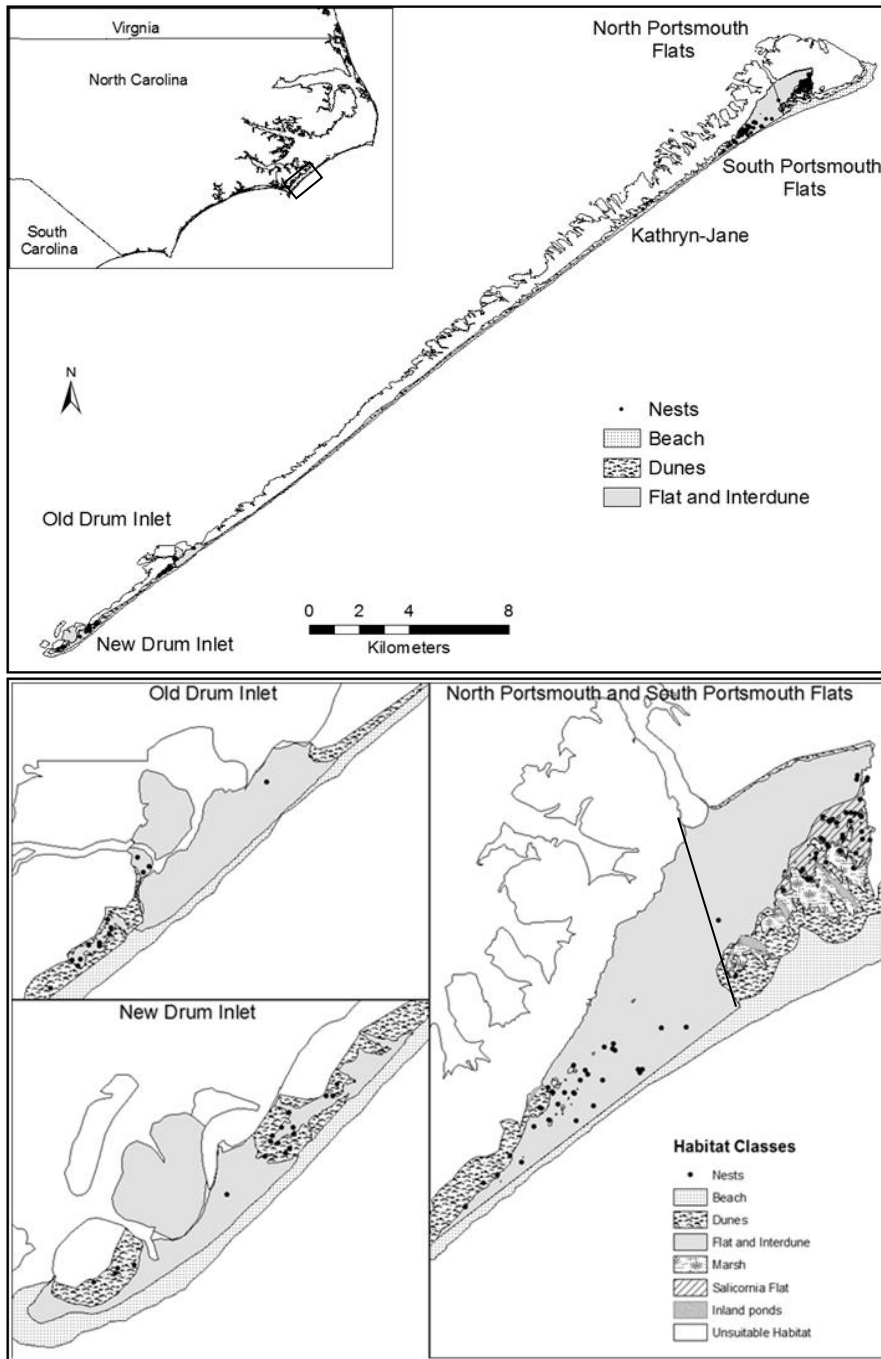 Virgnia
North Carolina
South
Carolina
North Portsmouth
Flats
South Portsmouth
Flats
Kathryn-Jane
N
Nests
Beach
Dunes
Flat and Interdune
Old Drum Inlet
New Drum Inlet
0 2 4 8
Kilometers
Old Drum Inlet
North Portsmouth and South Portsmouth Flats
New Drum Inlet
Habitat Classes
Nests
Beach
Dunes
Flat and Interdune
Marsh
Salicornia Flat
Inland ponds
Unsuitable Habitat